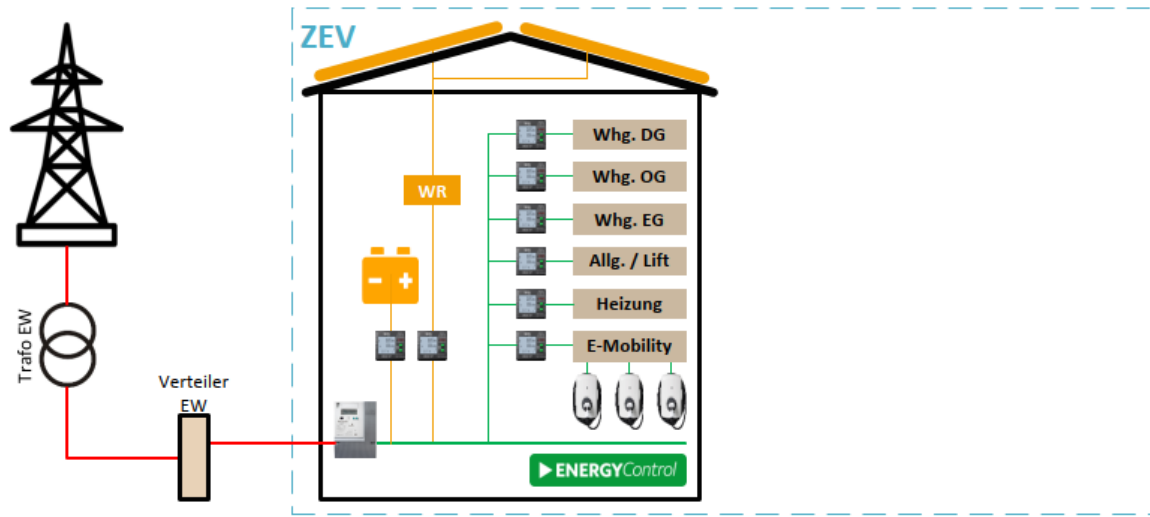 ZEV
Whg. DG
Whg. OG
WR
Whg. EG
Allg. / Lift
Heizung
E-Mobility
Trafo EW
Verteiler
EW
ENERGYControl